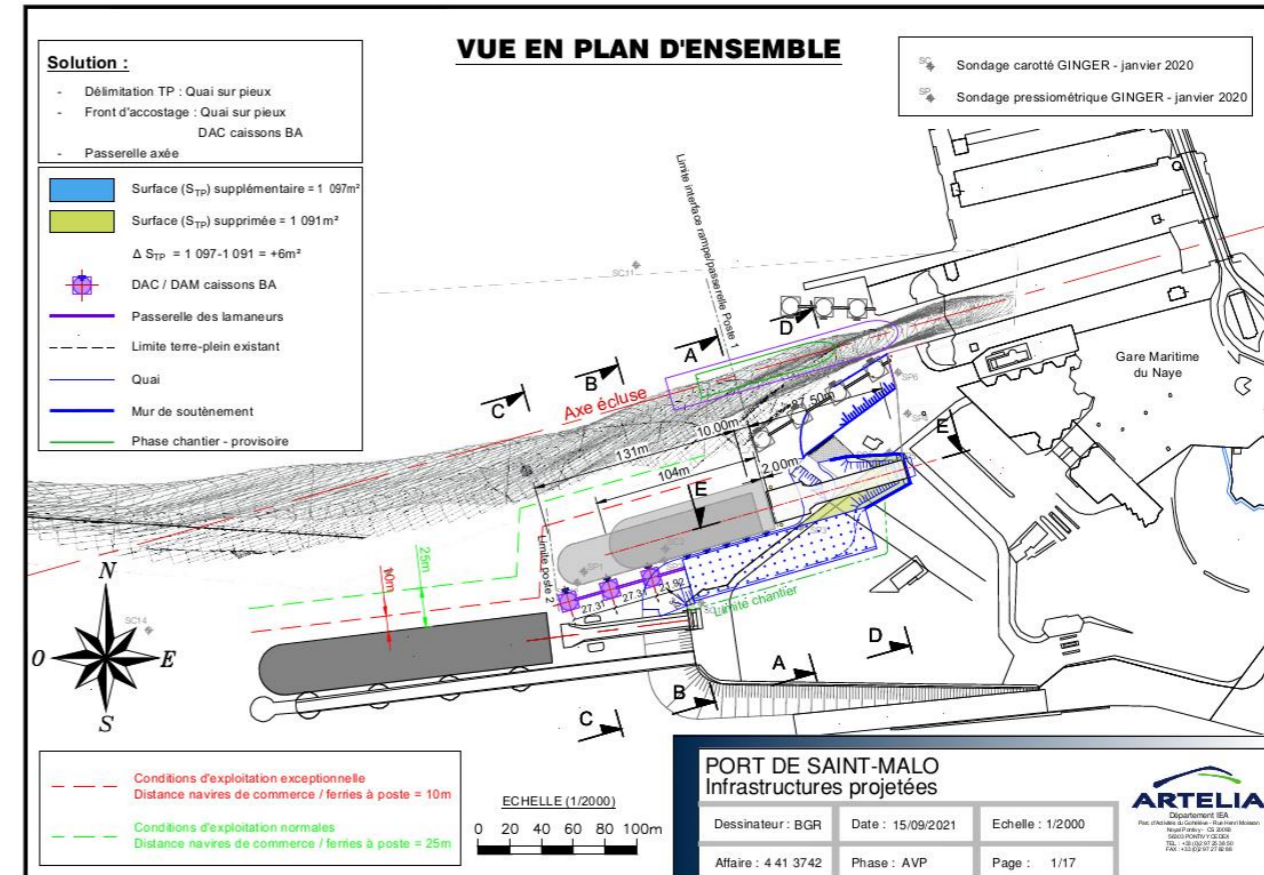 VUE EN PLAN D'ENSEMBLE
Solution :
- Délimitation TP : Quai sur pieux
- Front d'accostage : Quai sur pieux
DAC caissons BA
- Passerelle axée
Surface (STP) supplémentaire = 1 097m²
Surface (STP) supprimée = 1 091m²
Δ STP = 1 097-1 091 = +6m²
DAC / DAM caissons BA
Passerelle des lamaneurs
Limite terre-plein existant
Quai
Mur de soutènement
Phase chantier - provisoire
SC Sondage carotté GINGER - janvier 2020
SP Sondage pressiométrique GINGER - janvier 2020
Limite interface rampe/passerelle Poste 1
SC11
D
A
B
C
Axe écluse
Gare Maritime
du Naye
SP6
E
10.00m
87.50m
131m
104m
2.00m
E
Limite poste 2
25m
10m
SP1
27.31
27.31
21.92
Limite chantier
SC14
N
O
E
S
D
A
B
C
Conditions d'exploitation exceptionnelle
Distance navires de commerce / ferries à poste = 10m
Conditions d'exploitation normales
Distance navires de commerce / ferries à poste = 25m
ECHELLE (1/2000)
0 20 40 60 80 100m
PORT DE SAINT-MALO
Infrastructures projetées
Dessinateur : BGR
Date : 15/09/2021
Echelle : 1/2000
Affaire : 4 41 3742
Phase : AVP
Page : 1/17
ARTELIA
Département IEA